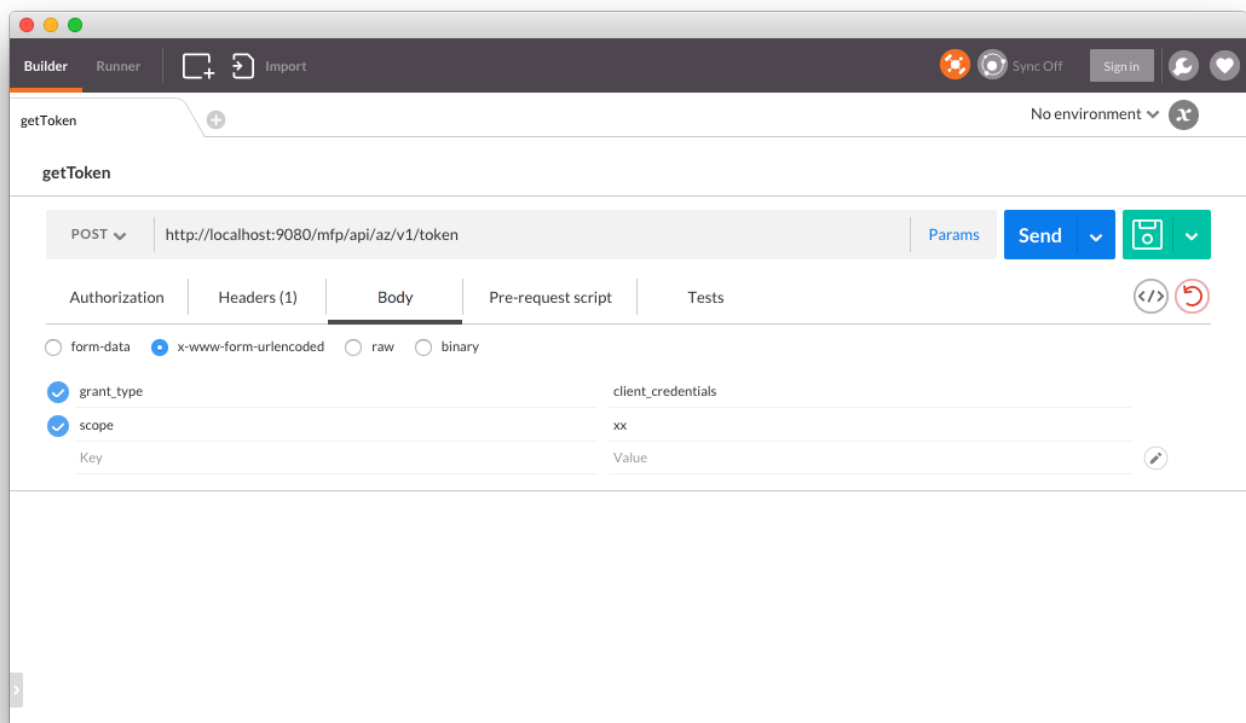 Builder Runner Import Sync Off Sign in
getToken No environment x
getToken
POST http://localhost:9080/mfp/api/az/v1/token Params Send
Authorization Headers (1) Body Pre-request script Tests </>
form-data x-www-form-urlencoded raw binary
grant_type client_credentials
scope xx
Key Value